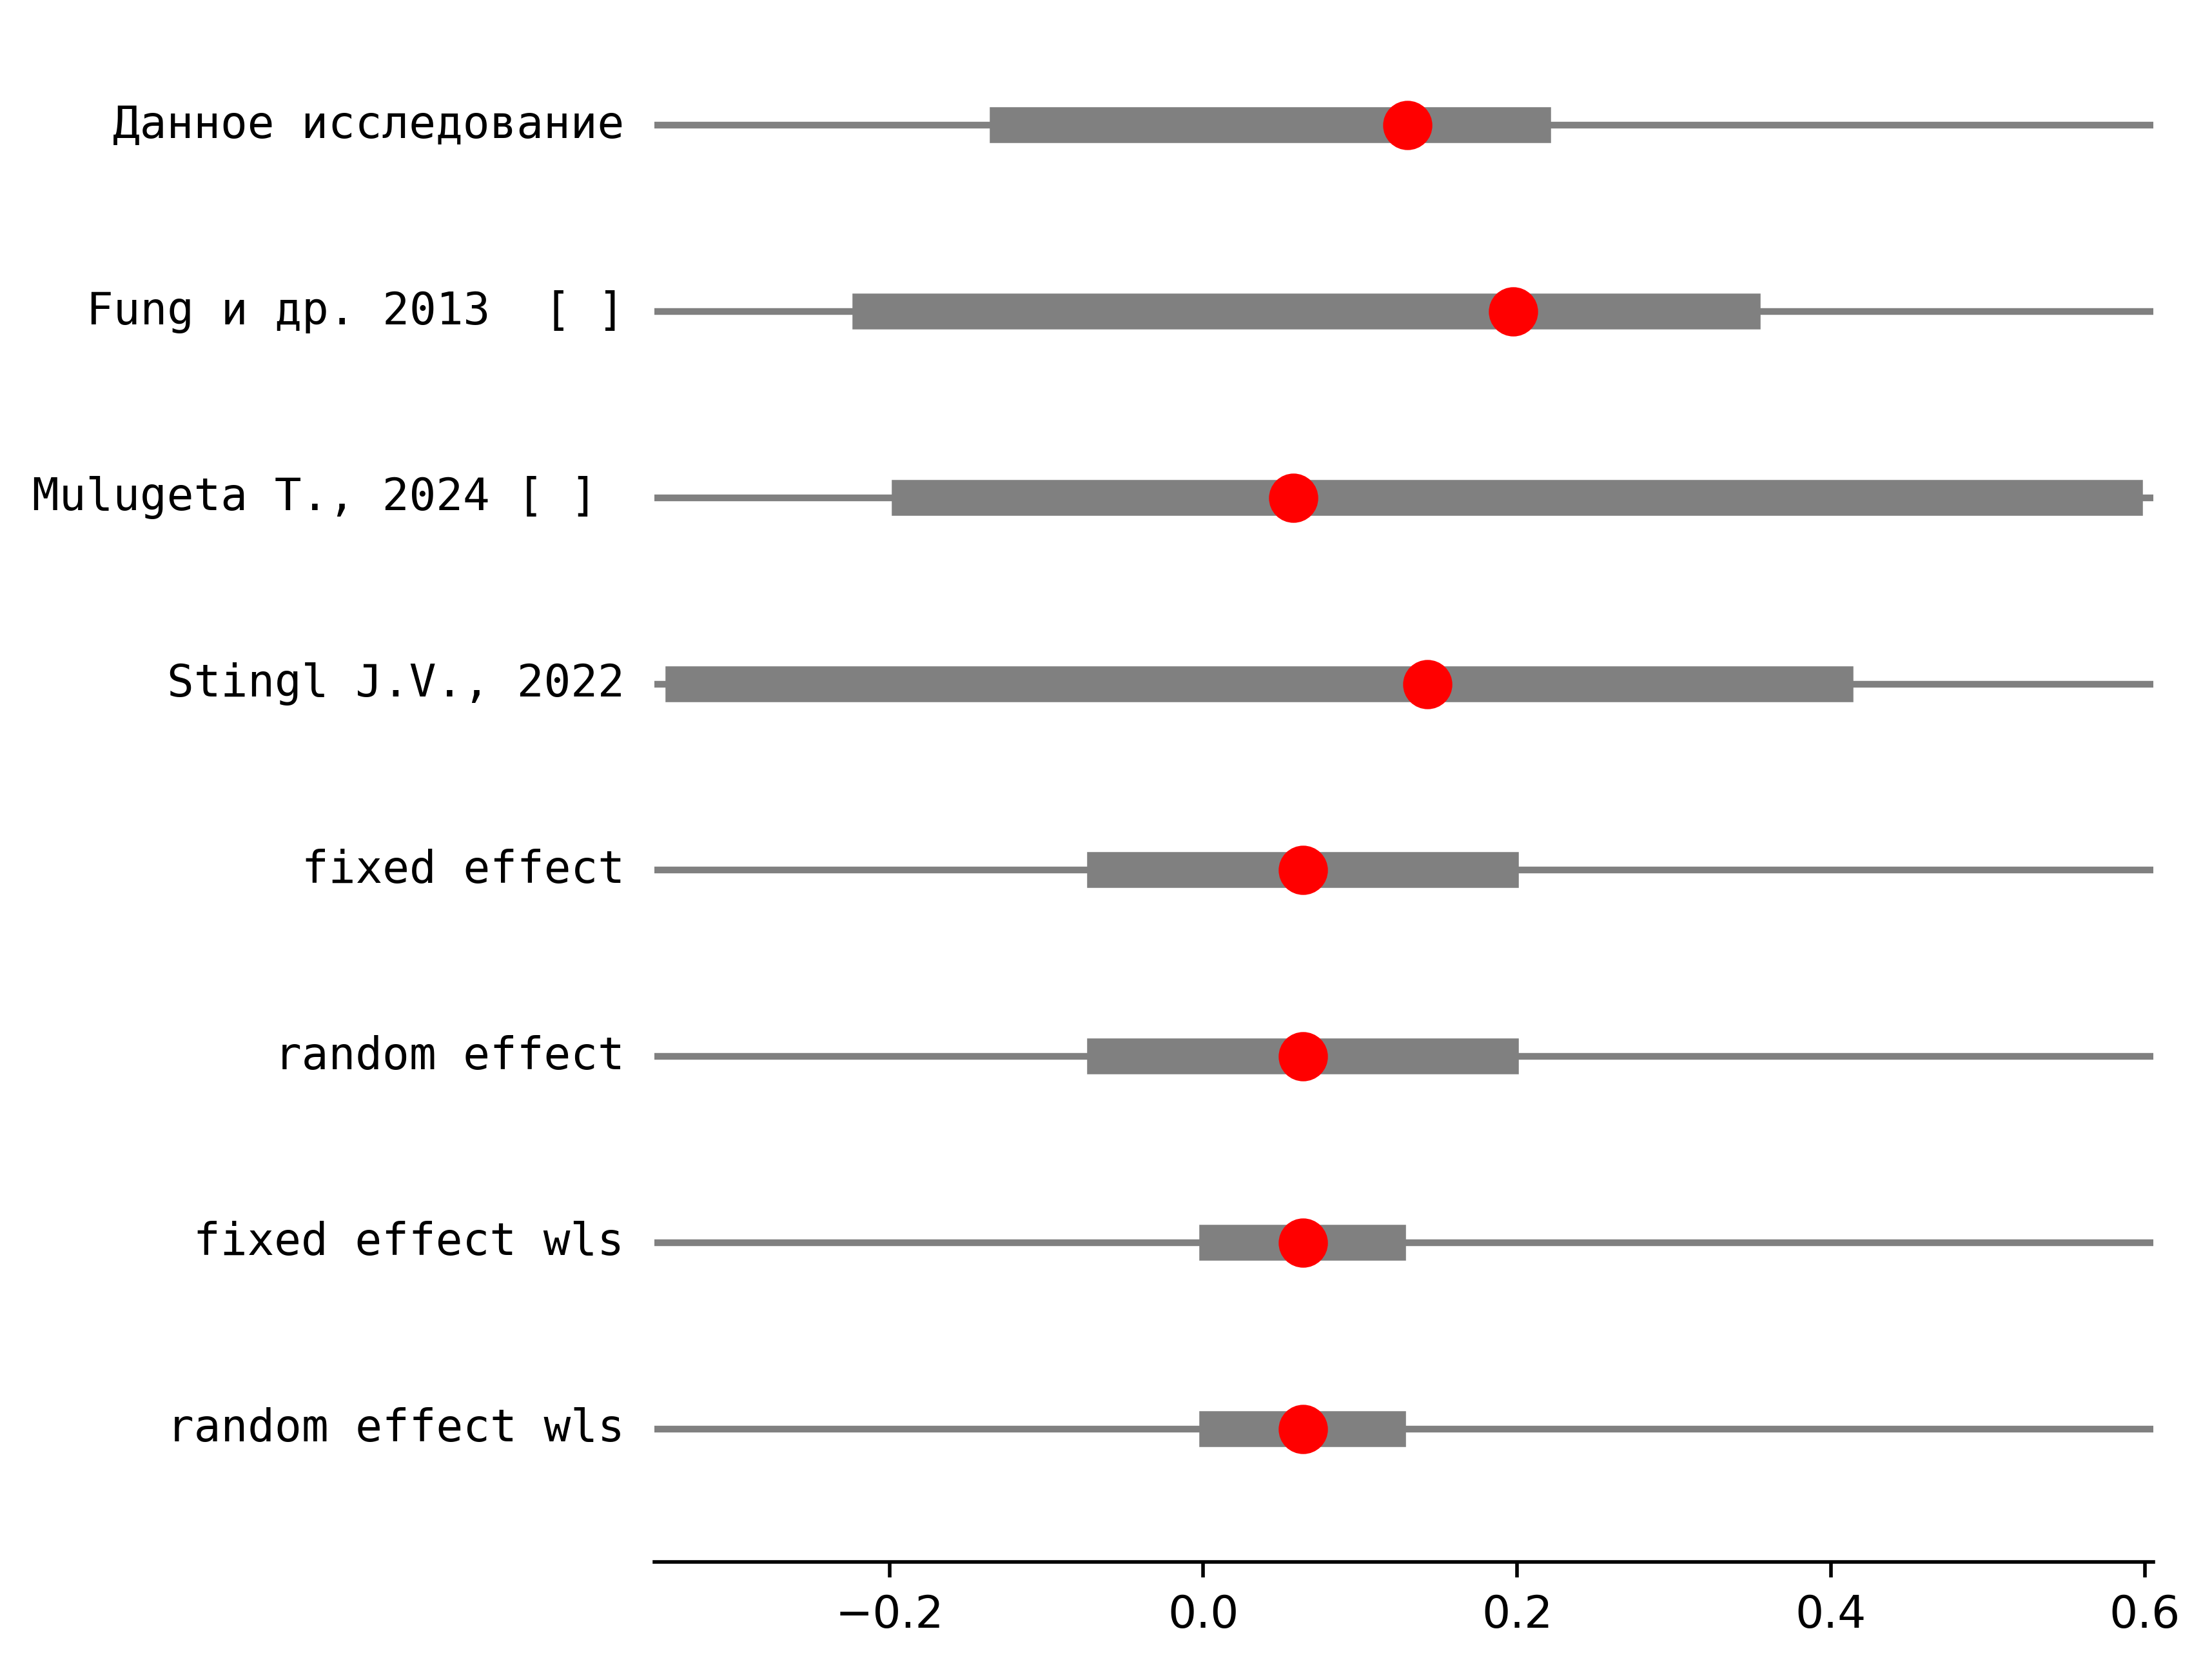 Данное исследование
Fung и др. 2013  [ ]
Mulugeta T., 2024 [ ]
Stingl J.V., 2022
fixed effect
random effect
fixed effect wls
random effect wls
−0.2 0.0 0.2 0.4 0.6